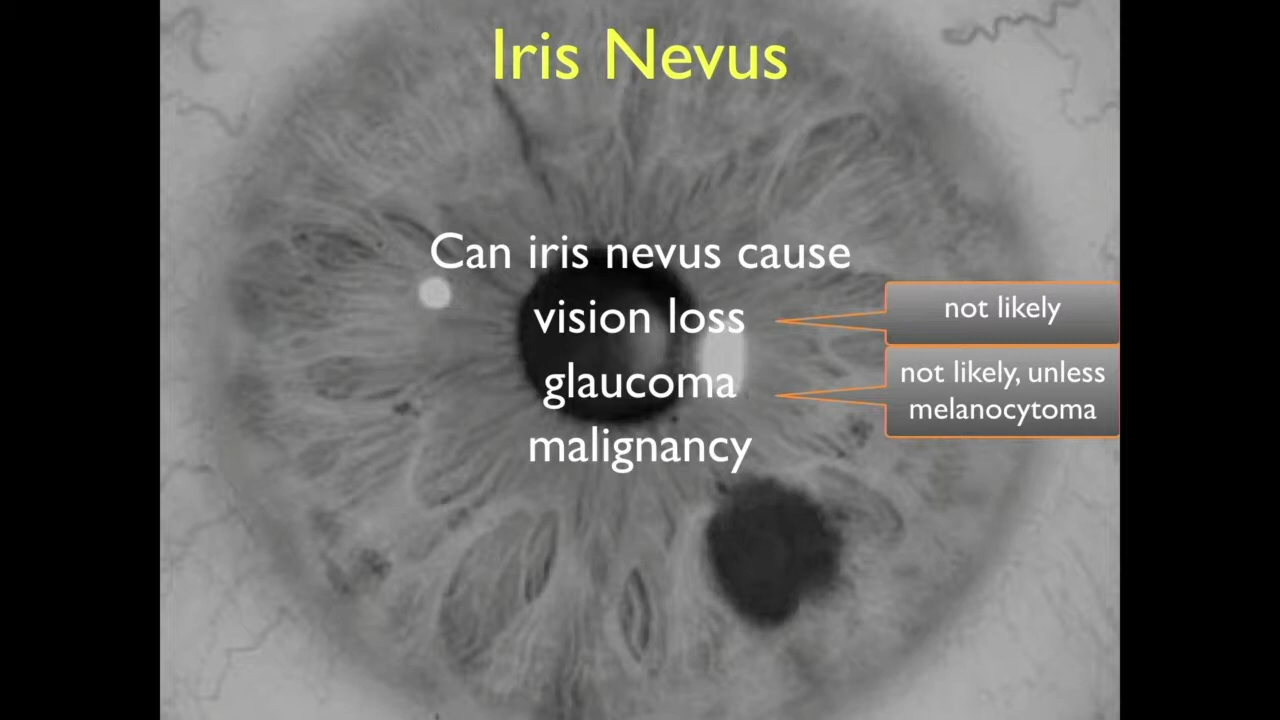 Iris Nevus
Can iris nevus cause
vision loss
not likely
glaucoma
not likely, unless
melanocytoma
malignancy